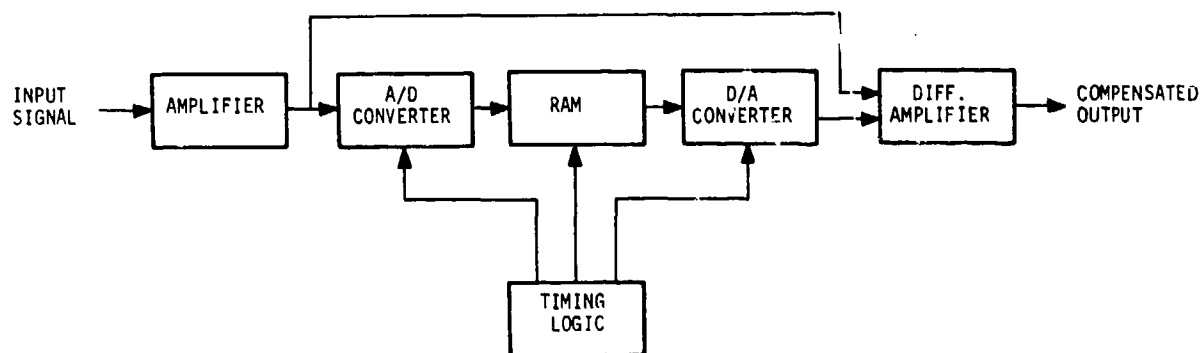 INPUT
SIGNAL
AMPLIFIER
A/D
CONVERTER
RAM
D/A
CONVERTER
DIFF.
AMPLIFIER
COMPENSATED
OUTPUT
TIMING
LOGIC